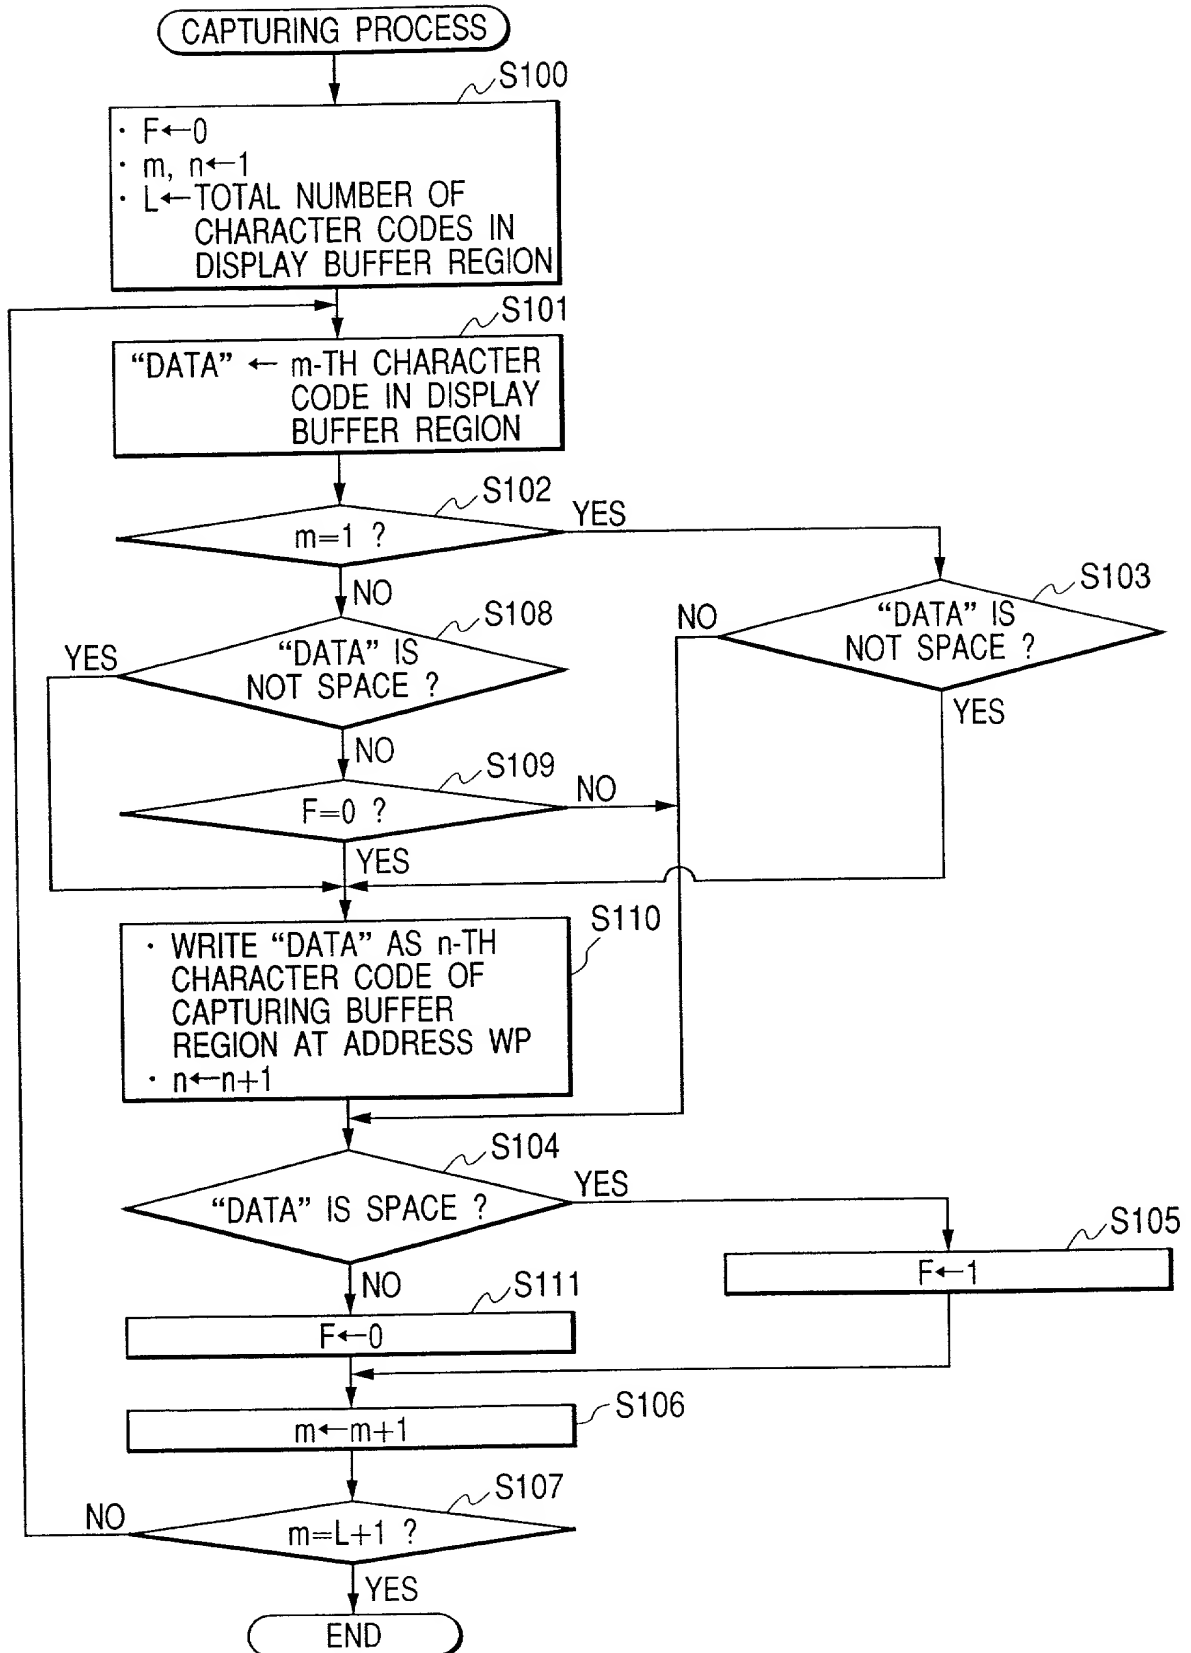 CAPTURING PROCESS
S100
· F←0
· m, n←1
· L←TOTAL NUMBER OF
CHARACTER CODES IN
DISPLAY BUFFER REGION
S101
“DATA” ← m-TH CHARACTER
CODE IN DISPLAY
BUFFER REGION
S102
m=1 ?
YES
NO
S103
“DATA” IS
NOT SPACE ?
NO
YES
S108
“DATA” IS
NOT SPACE ?
YES
NO
S109
F=0 ?
NO
YES
S110
· WRITE “DATA” AS n-TH
CHARACTER CODE OF
CAPTURING BUFFER
REGION AT ADDRESS WP
· n←n+1
S104
“DATA” IS SPACE ?
YES
NO
S105
F←1
S111
F←0
S106
m←m+1
S107
m=L+1 ?
NO
YES
END